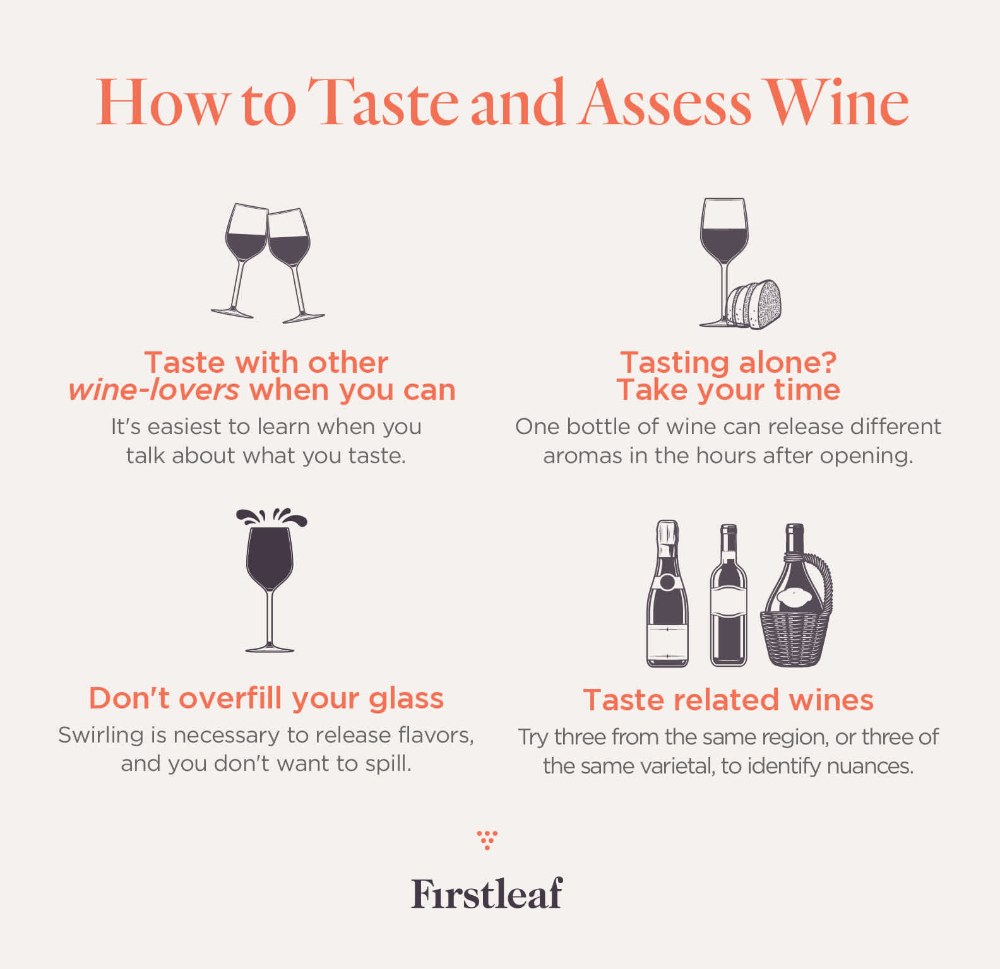 How to Taste and Assess Wine
Taste with other
wine-lovers when you can
It's easiest to learn when you
talk about what you taste.
Tasting alone?
Take your time
One bottle of wine can release different
aromas in the hours after opening.
Don't overfill your glass
Swirling is necessary to release flavors,
and you don't want to spill.
Taste related wines
Try three from the same region, or three of
the same varietal, to identify nuances.
Firstleaf